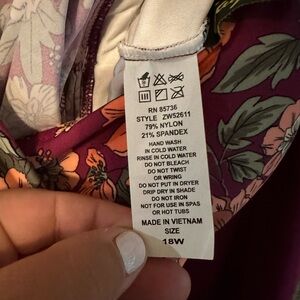 RN 85736
STYLE ZW52611
79% NYLON
21% SPANDEX
HAND WASH
IN COLD WATER
RINSE IN COLD WATER
DO NOT BLEACH
DO NOT TWIST
OR WRING
DO NOT PUT IN DRYER
DRIP DRY IN SHADE
DO NOT IRON
NOT FOR USE IN SPAS
OR HOT TUBS
MADE IN VIETNAM
SIZE
18W